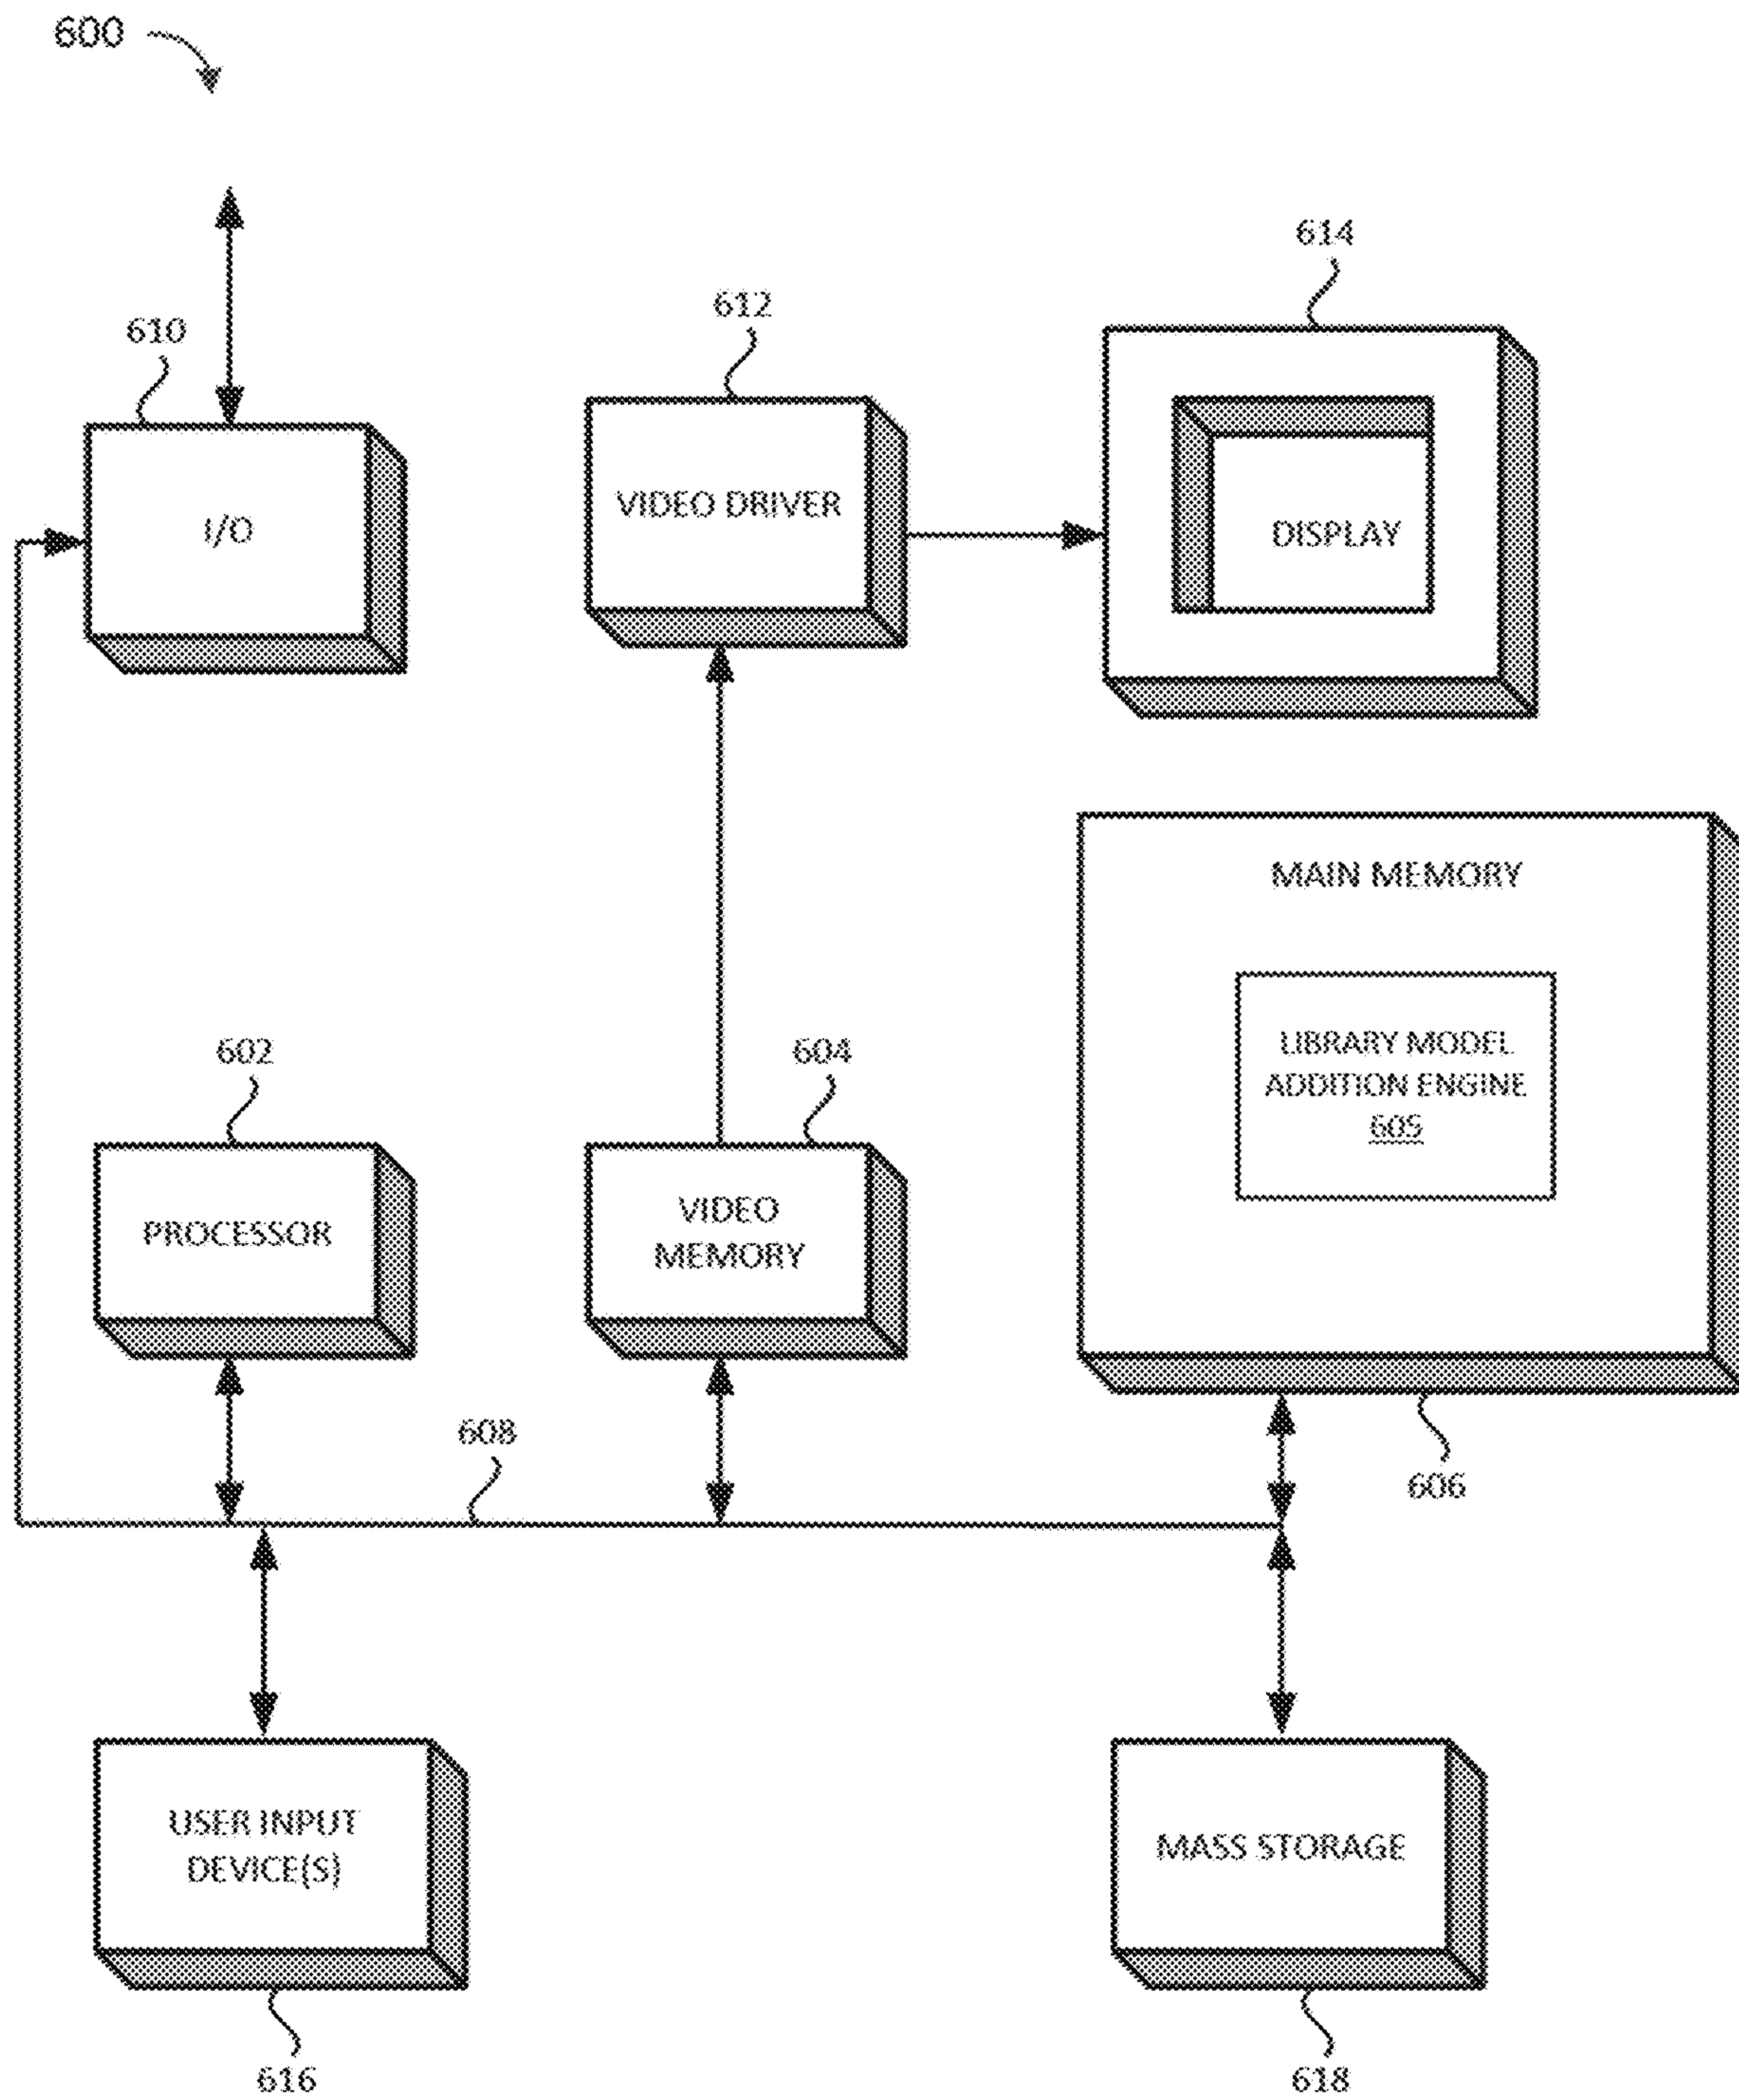 600
614
612
610
VIDEO DRIVER
I/O
DISPLAY
MAIN MEMORY
LIBRARY MODEL
ADDITION ENGINE
605
602
604
PROCESSOR
VIDEO
MEMORY
608
606
USER INPUT
DEVICE(S)
MASS STORAGE
616
618